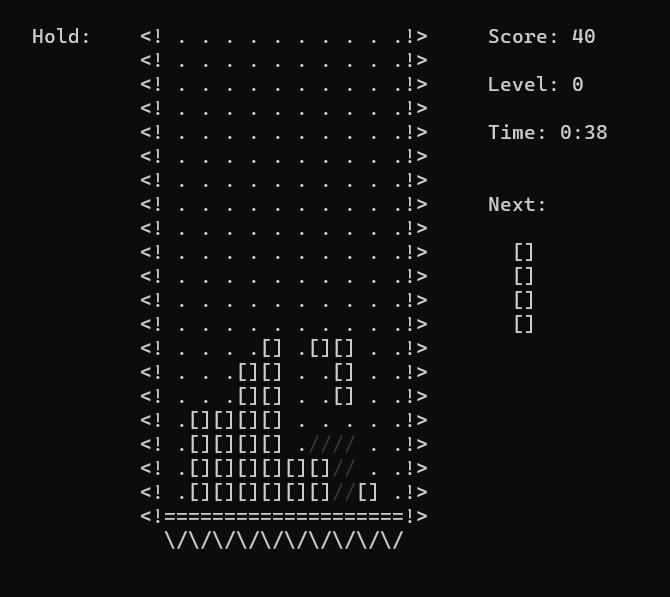 Hold:    <! . . . . . . . . . .!>     Score: 40
         <! . . . . . . . . . .!>
         <! . . . . . . . . . .!>     Level: 0
         <! . . . . . . . . . .!>
         <! . . . . . . . . . .!>     Time: 0:38
         <! . . . . . . . . . .!>
         <! . . . . . . . . . .!>
         <! . . . . . . . . . .!>     Next:
         <! . . . . . . . . . .!>
         <! . . . . . . . . . .!>       []
         <! . . . . . . . . . .!>       []
         <! . . . . . . . . . .!>       []
         <! . . . . . . . . . .!>       []
         <! . . . .[] .[][] . .!>
         <! . . .[][] . .[] . .!>
         <! . . .[][] . .[] . .!>
         <! .[][][][] . . . . .!>
         <! .[][][][] .//// . .!>
         <! .[][][][][][]// . .!>
         <! .[][][][][][]//[] .!>
         <!====================!>
           \/\/\/\/\/\/\/\/\/\/